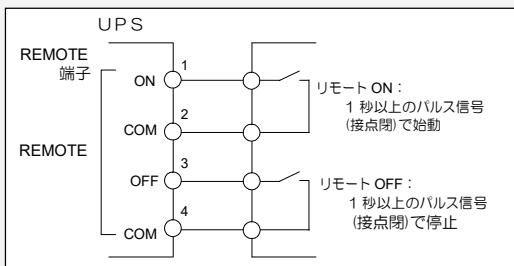 UPS
REMOTE
端子
ON
1
COM
2
REMOTE
OFF
3
COM
4
リモート ON：
1 秒以上のパルス信号
(接点閉)で始動
リモート OFF：
1 秒以上のパルス信号
(接点閉)で停止